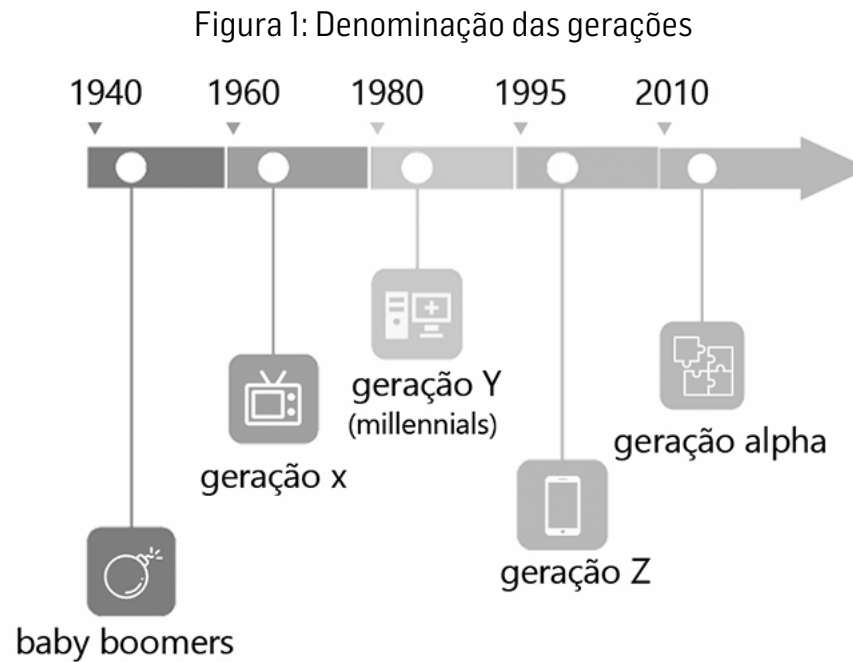 Figura 1: Denominação das gerações
1940 1960 1980 1995 2010
geração Y
(millennials)
geração alpha
geração x
geração Z
baby boomers